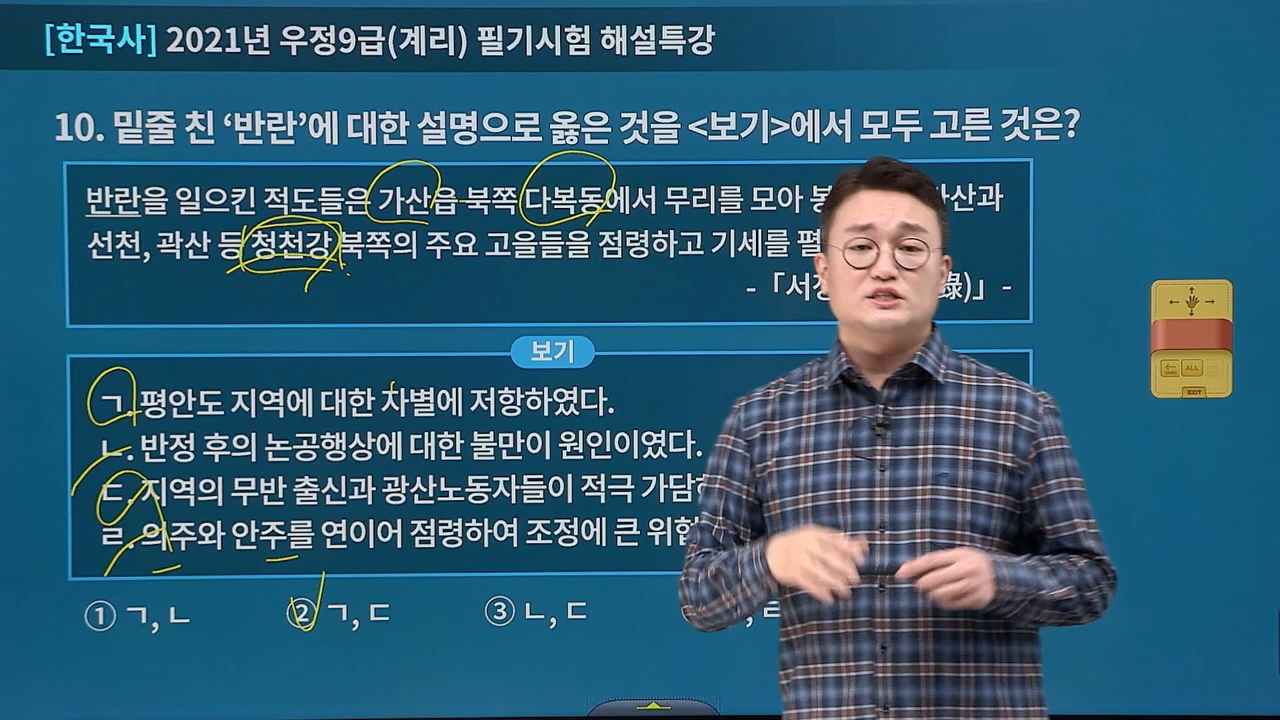 [한국사] 2021년 우정9급(계리) 필기시험 해설특강
10. 밑줄 친 ‘반란’에 대한 설명으로 옳은 것을 <보기>에서 모두 고른 것은?
반란을 일으킨 적도들은 가산읍 북쪽 다복동에서 무리를 모아
선천, 곽산 등 청천강 북쪽의 주요 고을들을 점령하고 기세를
-「
錄)」-
보기
ㄱ. 평안도 지역에 대한 차별에 저항하였다.
ㄴ. 반정 후의 논공행상에 대한 불만이 원인이였다.
ㄷ. 지역의 무반 출신과 광산노동자들이 적극
ㄹ. 의주와 안주를 연이어 점령하여 조정에 큰
① ㄱ, ㄴ ② ㄱ, ㄷ ③ ㄴ, ㄷ
ALL
EXIT